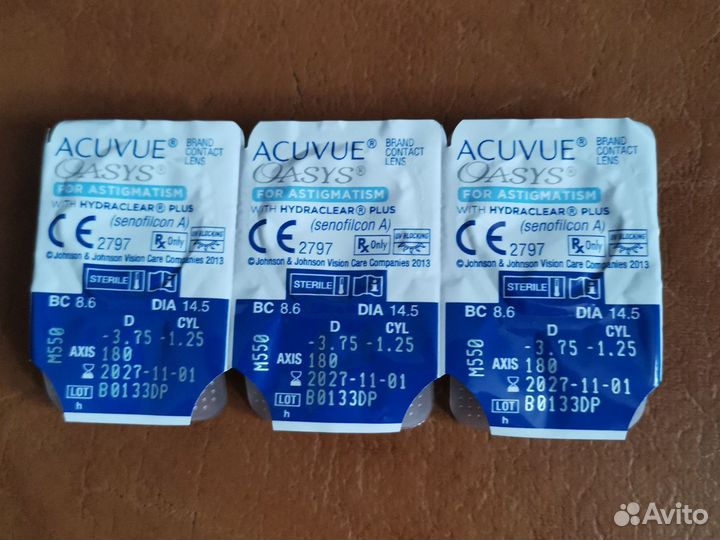 ACUVUE® BRAND CONTACT LENS
OASYS®
FOR ASTIGMATISM
WITH HYDRACLEAR® PLUS
(senofilcon A)
CE 2797 Rx Only UV BLOCKING
©Johnson & Johnson Vision Care Companies 2013
STERILE i
BC 8.6 DIA 14.5
D CYL
-3.75 -1.25
M550
AXIS 180
2027-11-01
LOT B0133DP
h
ACUVUE® BRAND CONTACT LENS
OASYS®
FOR ASTIGMATISM
WITH HYDRACLEAR® PLUS
(senofilcon A)
CE 2797 Rx Only UV BLOCKING
©Johnson & Johnson Vision Care Companies 2013
STERILE i
BC 8.6 DIA 14.5
D CYL
-3.75 -1.25
M550
AXIS 180
2027-11-01
LOT B0133DP
h
ACUVUE® BRAND CONTACT LENS
OASYS®
FOR ASTIGMATISM
WITH HYDRACLEAR® PLUS
(senofilcon A)
CE 2797 Rx Only UV BLOCKING
©Johnson & Johnson Vision Care Companies 2013
STERILE i
BC 8.6 DIA 14.5
D CYL
-3.75 -1.25
M550
AXIS 180
2027-11-01
LOT B0133DP
h
Avito